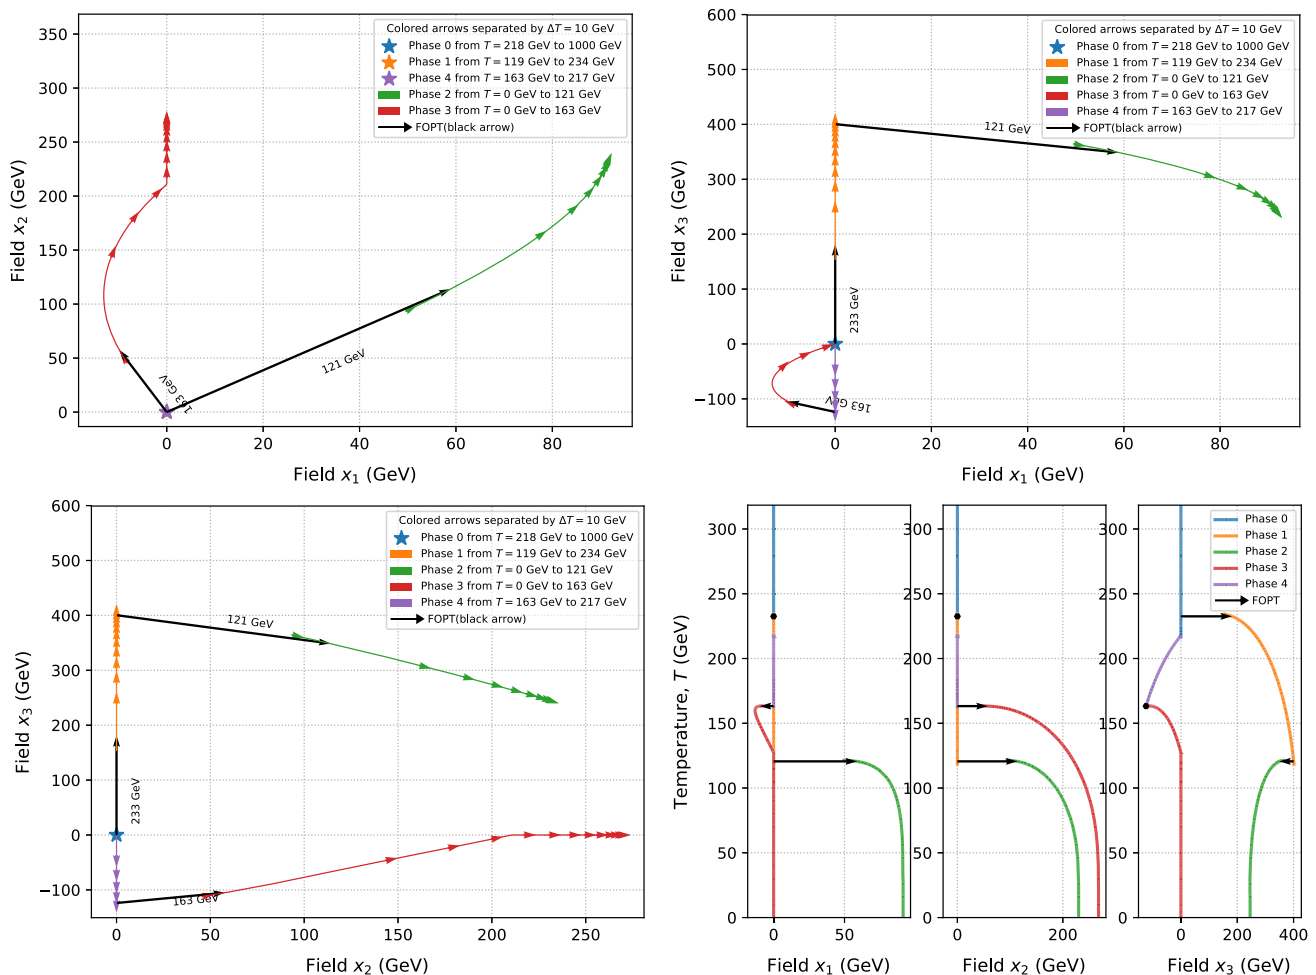 Colored arrows separated by ΔT = 10 GeV
Phase 0 from T = 218 GeV to 1000 GeV
Phase 1 from T = 119 GeV to 234 GeV
Phase 4 from T = 163 GeV to 217 GeV
Phase 2 from T = 0 GeV to 121 GeV
Phase 3 from T = 0 GeV to 163 GeV
FOPT(black arrow)
350
300
250
200
150
100
50
0
Field x₂ (GeV)
163 GeV
121 GeV
0 20 40 60 80
Field x₁ (GeV)
Colored arrows separated by ΔT = 10 GeV
Phase 0 from T = 218 GeV to 1000 GeV
Phase 1 from T = 119 GeV to 234 GeV
Phase 2 from T = 0 GeV to 121 GeV
Phase 3 from T = 0 GeV to 163 GeV
Phase 4 from T = 163 GeV to 217 GeV
FOPT(black arrow)
600
500
400
300
200
100
0
−100
Field x₃ (GeV)
121 GeV
233 GeV
163 GeV
0 20 40 60 80
Field x₁ (GeV)
Colored arrows separated by ΔT = 10 GeV
Phase 0 from T = 218 GeV to 1000 GeV
Phase 1 from T = 119 GeV to 234 GeV
Phase 2 from T = 0 GeV to 121 GeV
Phase 3 from T = 0 GeV to 163 GeV
Phase 4 from T = 163 GeV to 217 GeV
FOPT(black arrow)
600
500
400
300
200
100
0
−100
Field x₃ (GeV)
121 GeV
233 GeV
163 GeV
0 50 100 150 200 250
Field x₂ (GeV)
Temperature, T (GeV)
300
250
200
150
100
50
0
0 50
Field x₁ (GeV)
300
250
200
150
100
50
0
0 200
Field x₂ (GeV)
Phase 0
Phase 1
Phase 2
Phase 3
Phase 4
FOPT
300
250
200
150
100
50
0
0 200 400
Field x₃ (GeV)